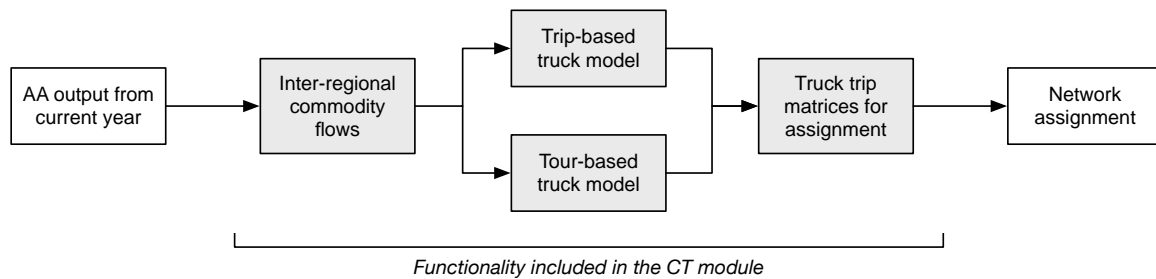 AA output from
current year
Inter-regional
commodity
flows
Trip-based
truck model
Tour-based
truck model
Truck trip
matrices for
assignment
Network
assignment
Functionality included in the CT module